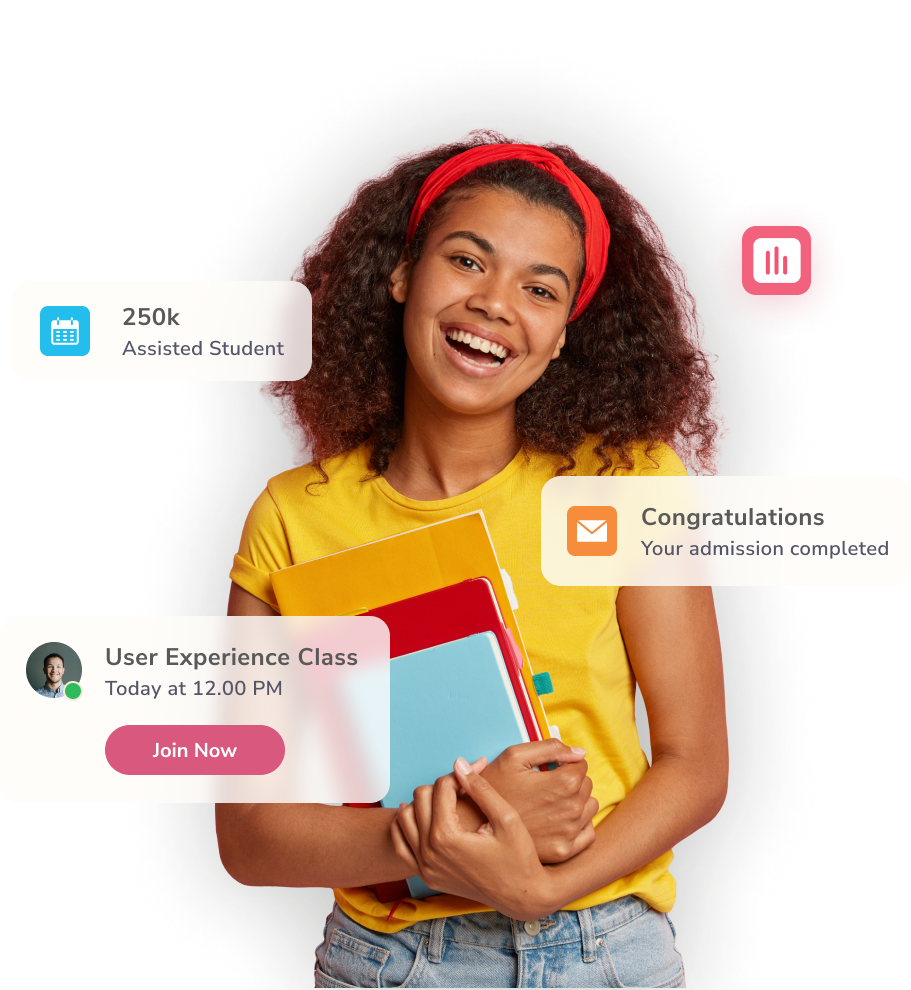 250k
Assisted Student
Congratulations
Your admission completed
User Experience Class
Today at 12.00 PM
Join Now